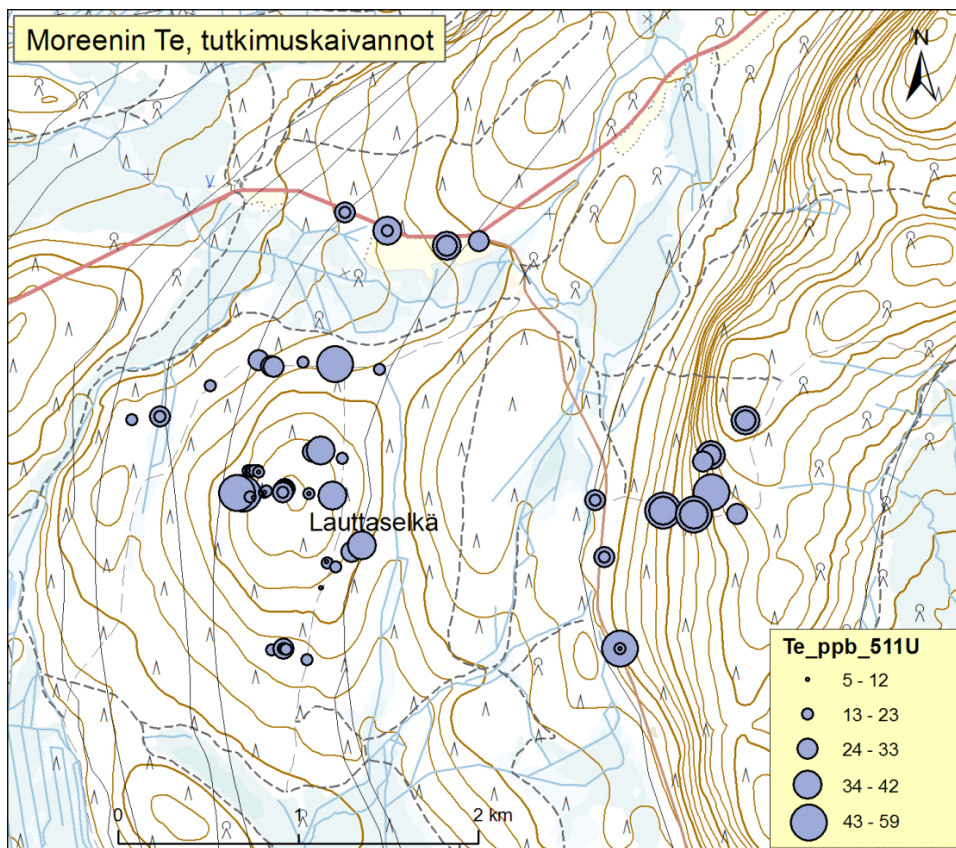 Moreenin Te, tutkimuskaivannot
N
Lauttaselkä
Te_ppb_511U
5 - 12
13 - 23
24 - 33
34 - 42
43 - 59
0 1 2 km